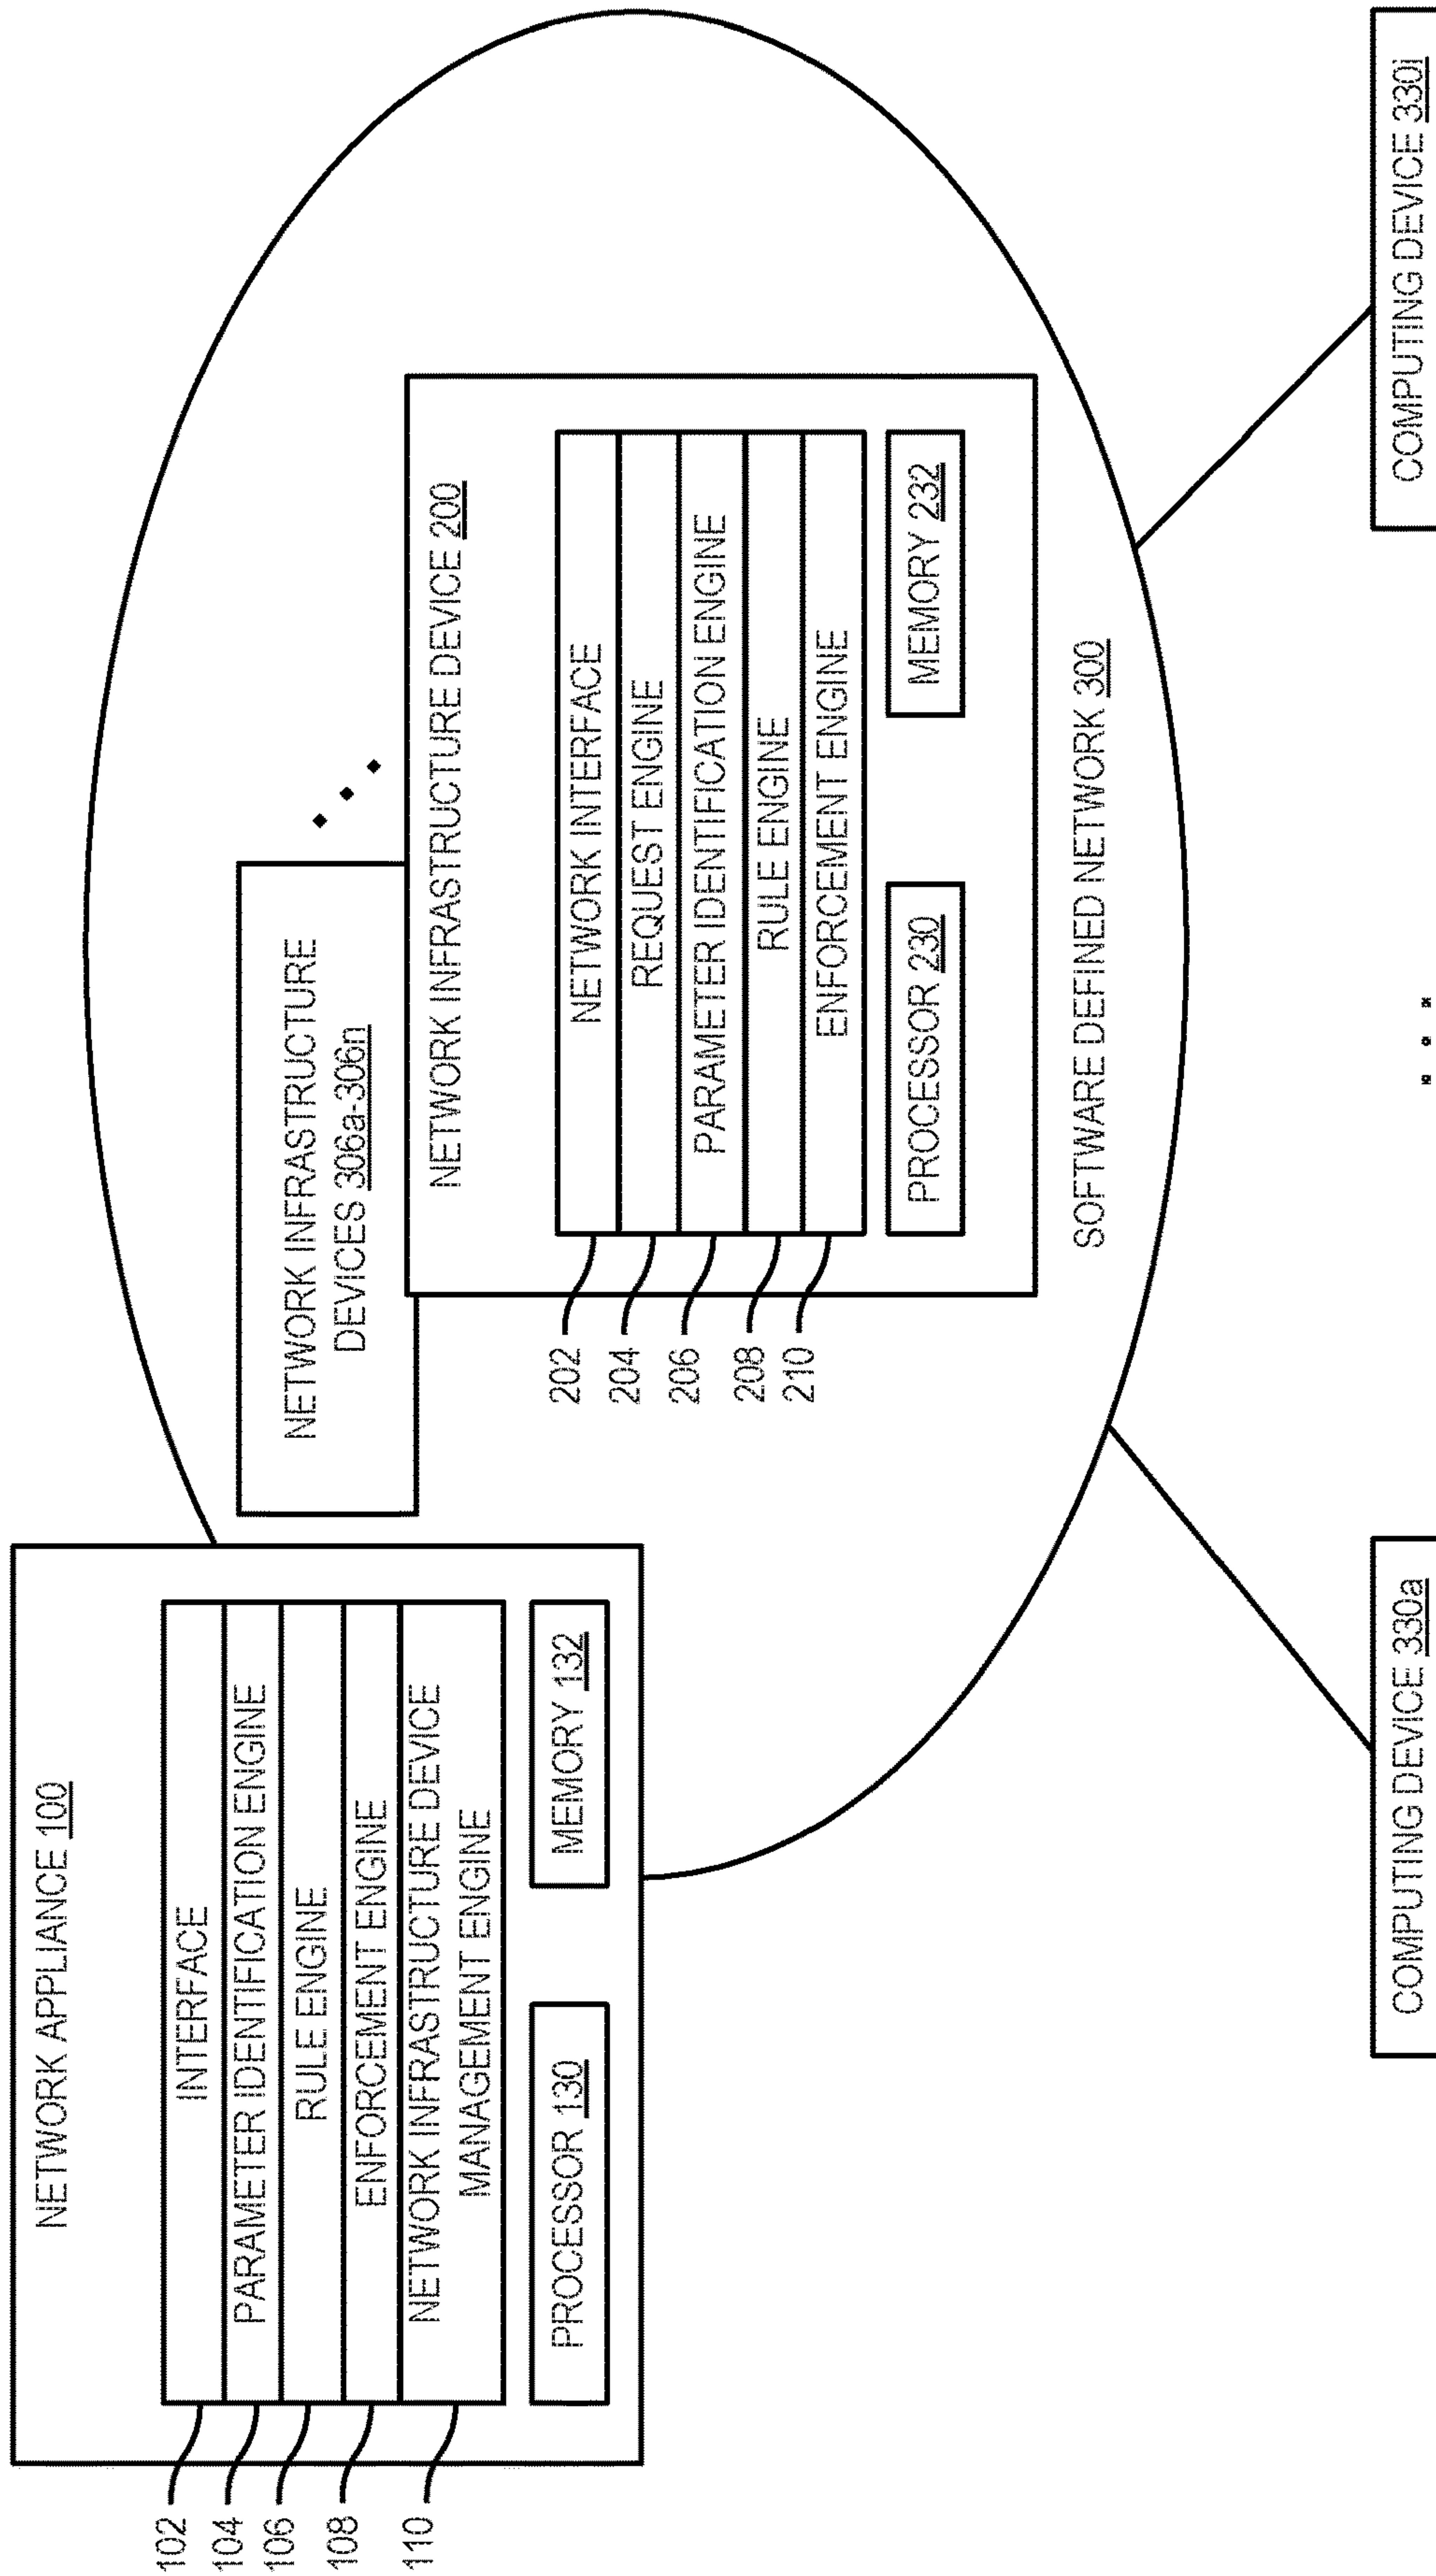 NETWORK APPLIANCE 100
102
INTERFACE
104
PARAMETER IDENTIFICATION ENGINE
106
RULE ENGINE
108
ENFORCEMENT ENGINE
110
NETWORK INFRASTRUCTURE DEVICE
MANAGEMENT ENGINE
PROCESSOR 130
MEMORY 132
NETWORK INFRASTRUCTURE
DEVICES 306a-306n
NETWORK INFRASTRUCTURE DEVICE 200
202
NETWORK INTERFACE
204
REQUEST ENGINE
206
PARAMETER IDENTIFICATION ENGINE
208
RULE ENGINE
210
ENFORCEMENT ENGINE
PROCESSOR 230
MEMORY 232
SOFTWARE DEFINED NETWORK 300
COMPUTING DEVICE 330a
COMPUTING DEVICE 330i